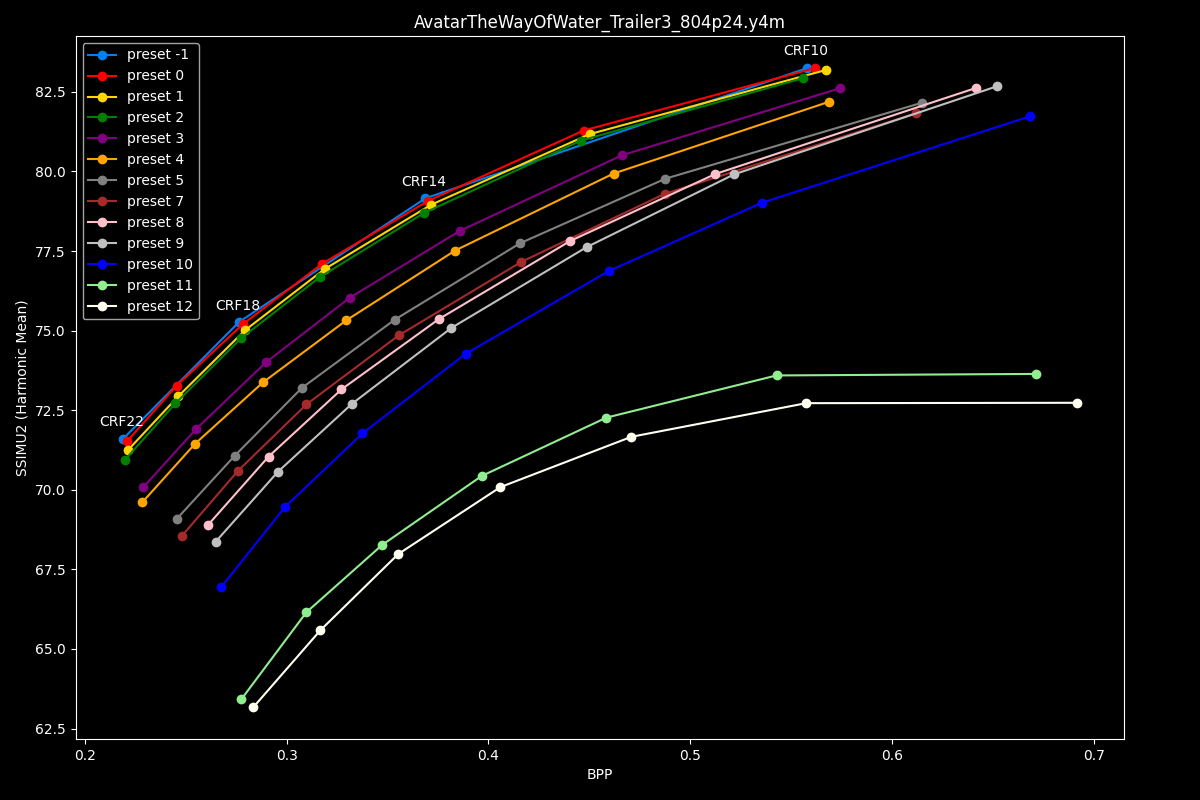 AvatarTheWayOfWater_Trailer3_804p24.y4m
preset -1
preset 0
preset 1
preset 2
preset 3
preset 4
preset 5
preset 7
preset 8
preset 9
preset 10
preset 11
preset 12
CRF10
CRF14
CRF18
CRF22
SSIMU2 (Harmonic Mean)
82.5
80.0
77.5
75.0
72.5
70.0
67.5
65.0
62.5
0.2 0.3 0.4 0.5 0.6 0.7
BPP